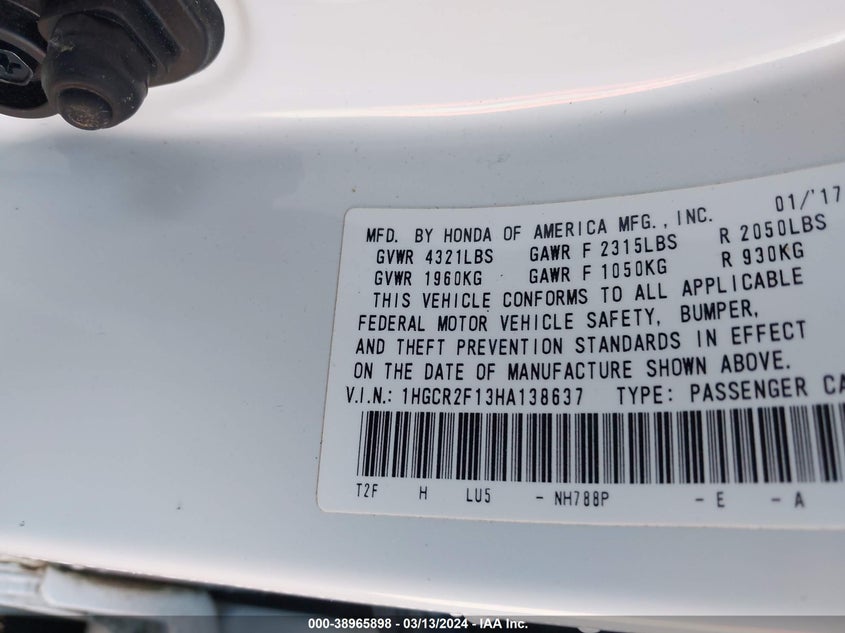 MFD. BY HONDA OF AMERICA MFG., INC. 01/'17
GVWR 4321LBS GAWR F 2315LBS R 2050LBS
GVWR 1960KG GAWR F 1050KG R 930KG
THIS VEHICLE CONFORMS TO ALL APPLICABLE
FEDERAL MOTOR VEHICLE SAFETY, BUMPER,
AND THEFT PREVENTION STANDARDS IN EFFECT
ON THE DATE OF MANUFACTURE SHOWN ABOVE.
V.I.N.: 1HGCR2F13HA138637 TYPE: PASSENGER CA
T2F H LU5 - NH788P - E - A
000-38965898 - 03/13/2024 - IAA Inc.